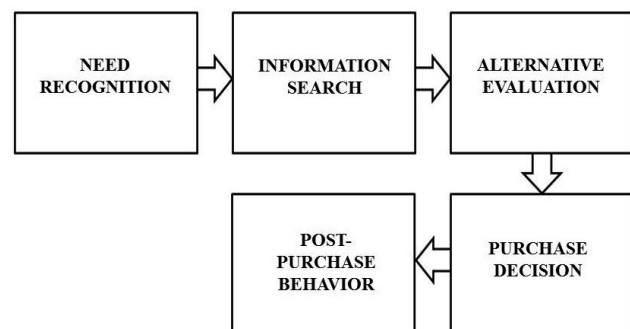 NEED
RECOGNITION
INFORMATION
SEARCH
ALTERNATIVE
EVALUATION
PURCHASE
DECISION
POST-
PURCHASE
BEHAVIOR